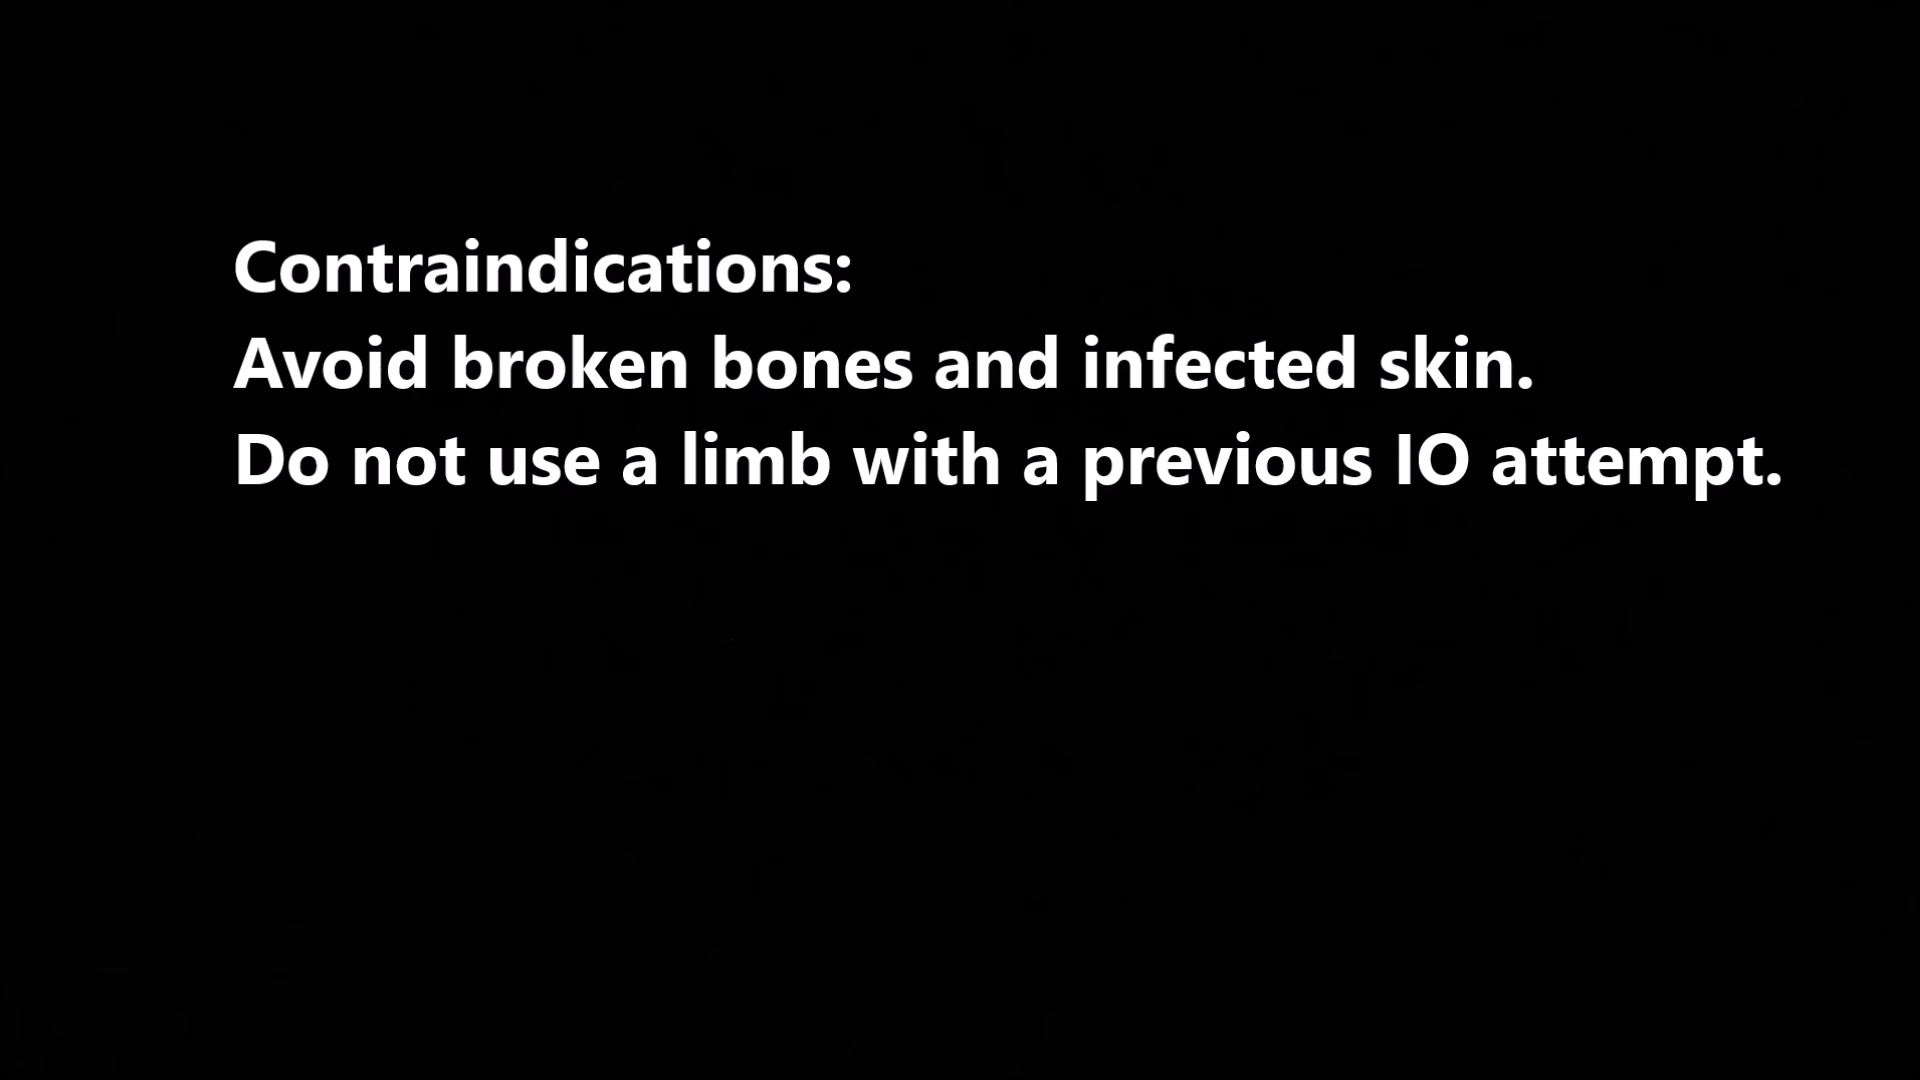 Contraindications:
Avoid broken bones and infected skin.
Do not use a limb with a previous IO attempt.